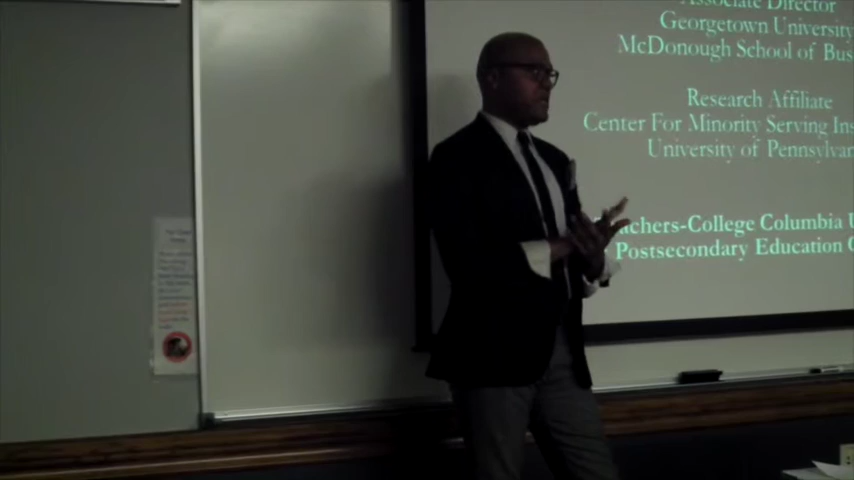 Associate Director
Georgetown University
McDonough School of Bus
Research Affiliate
Center For Minority Serving Ins
University of Pennsylvan
achers-College Columbia U
Postsecondary Education